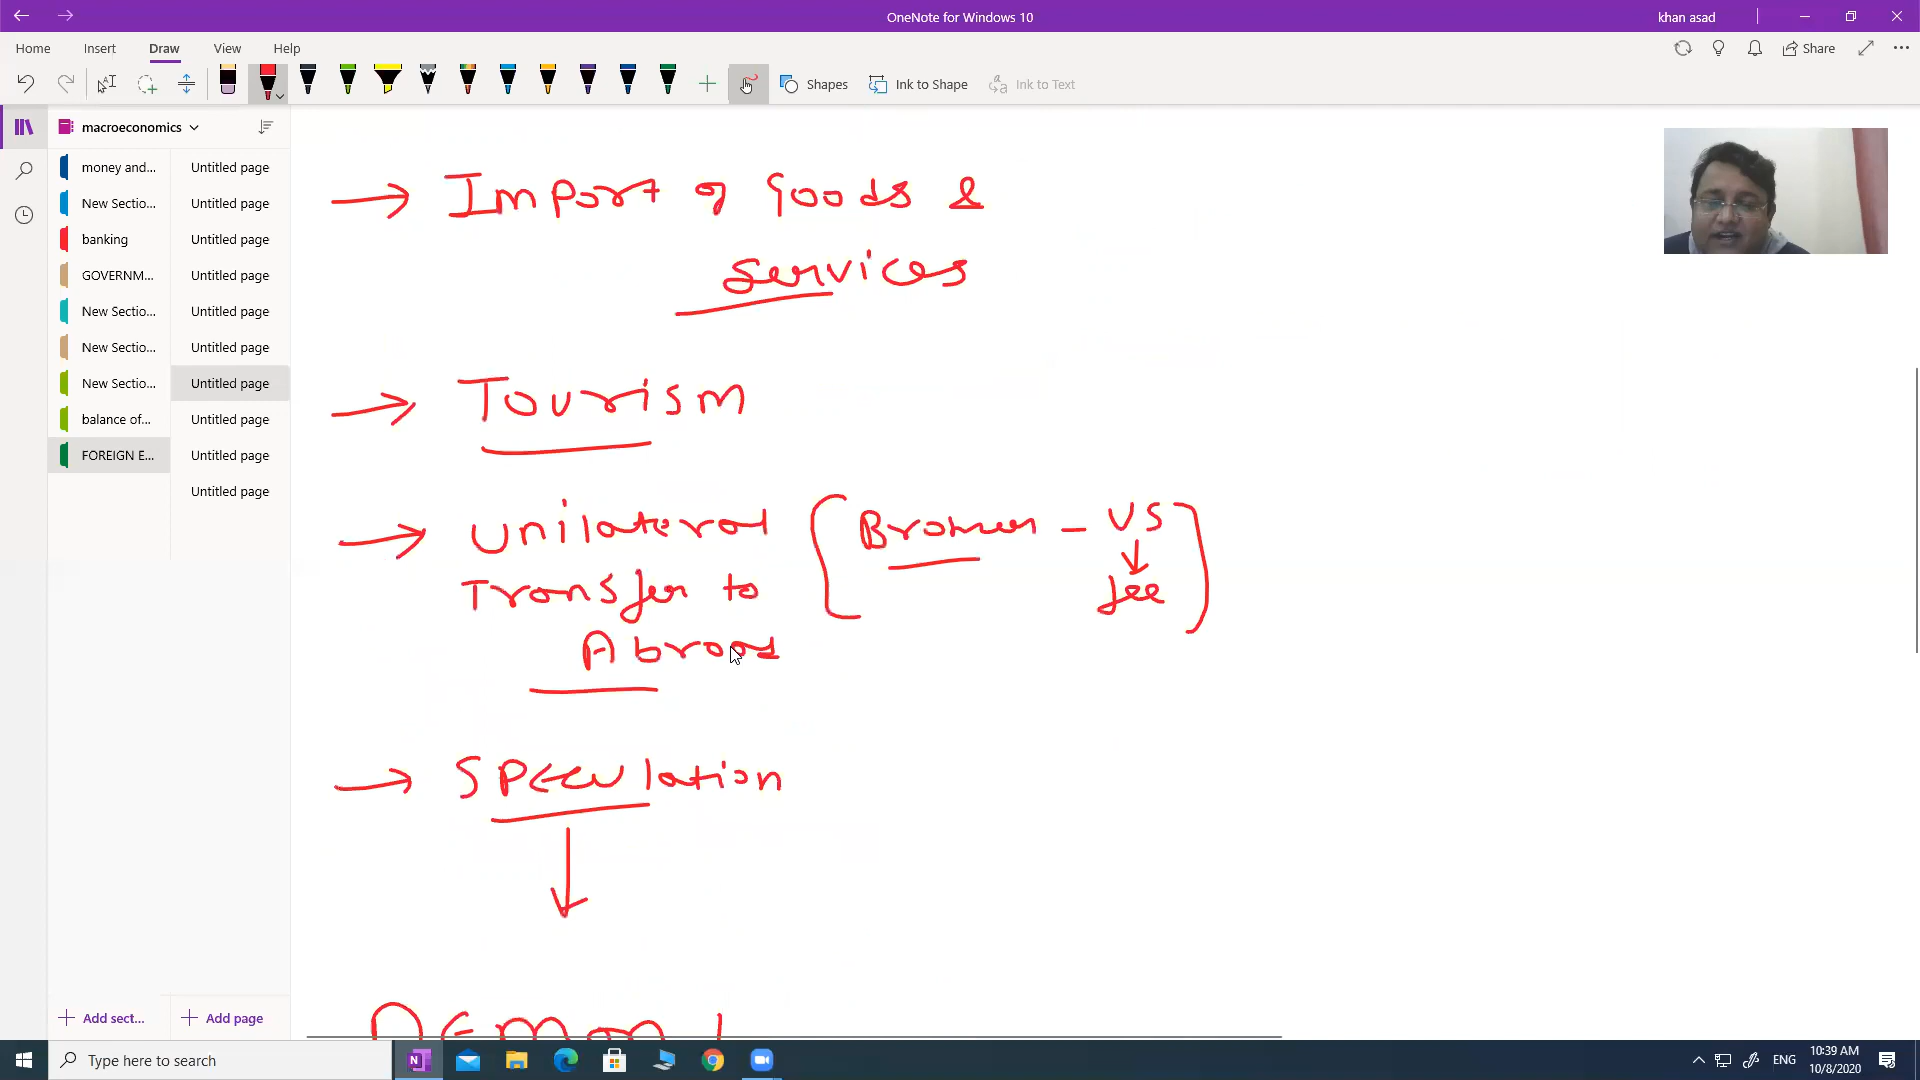 OneNote for Windows 10
khan asad
Home
Insert
Draw
View
Help
Share
Shapes
Ink to Shape
Ink to Text
macroeconomics
money and...
New Sectio...
banking
GOVERNM...
New Sectio...
New Sectio...
New Sectio...
balance of...
FOREIGN E...
Untitled page
Untitled page
Untitled page
Untitled page
Untitled page
Untitled page
Untitled page
Untitled page
Untitled page
Untitled page
Import of Goods &
services
Tourism
Unilateral
Transfer to
Abroad
Brother - US
fee
Speculation
Add sect...
Add page
Type here to search
ENG
10:39 AM
10/8/2020